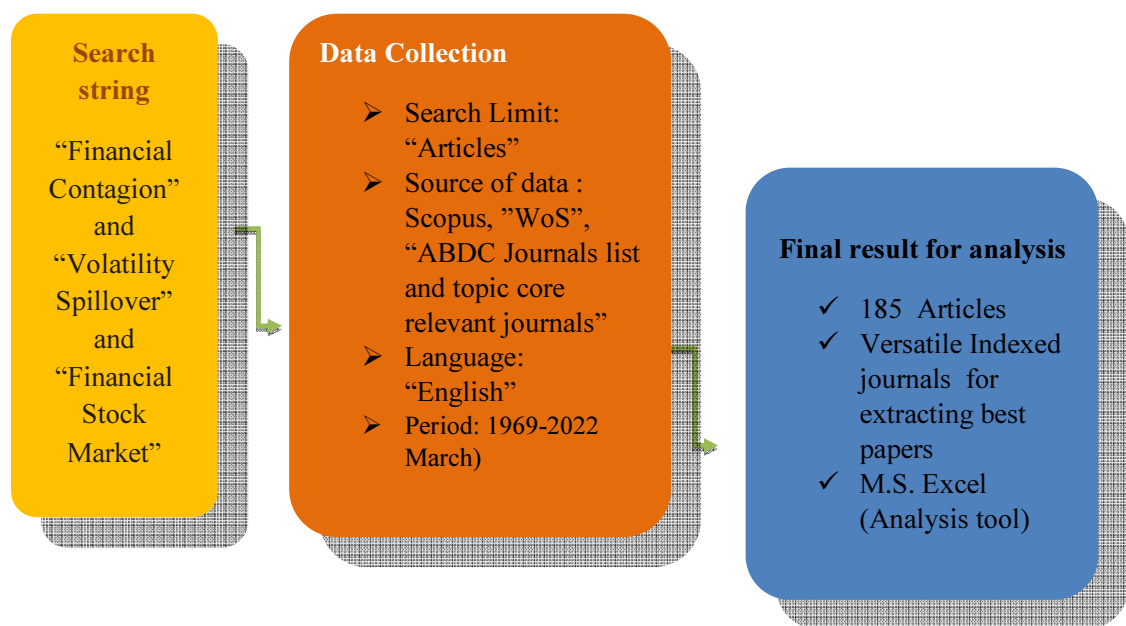 Search
string
“Financial
Contagion”
and
“Volatility
Spillover”
and
“Financial
Stock
Market”
Data Collection
➢ Search Limit:
“Articles”
➢ Source of data :
Scopus, ”WoS”,
“ABDC Journals list
and topic core
relevant journals”
➢ Language:
“English”
➢ Period: 1969-2022
March)
Final result for analysis
✓ 185 Articles
✓ Versatile Indexed
journals for
extracting best
papers
✓ M.S. Excel
(Analysis tool)